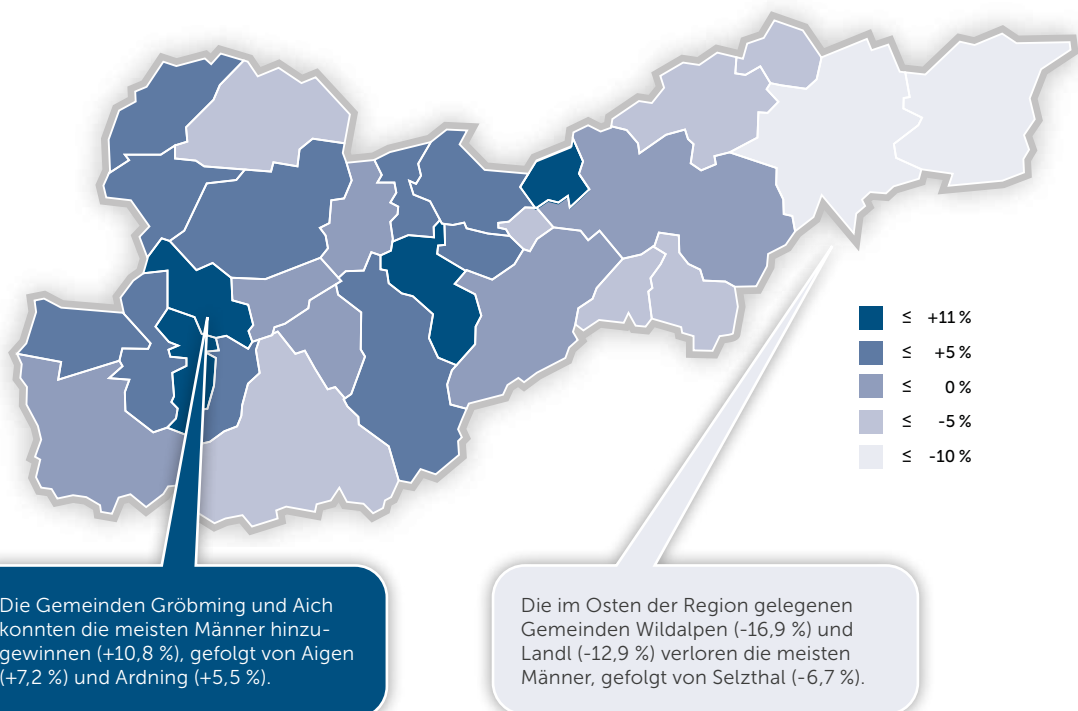 ≤ +11 %
≤ +5 %
≤ 0 %
≤ -5 %
≤ -10 %
Die Gemeinden Gröbming und Aich
konnten die meisten Männer hinzu-
gewinnen (+10,8 %), gefolgt von Aigen
(+7,2 %) und Ardning (+5,5 %).
Die im Osten der Region gelegenen
Gemeinden Wildalpen (-16,9 %) und
Landl (-12,9 %) verloren die meisten
Männer, gefolgt von Selzthal (-6,7 %).